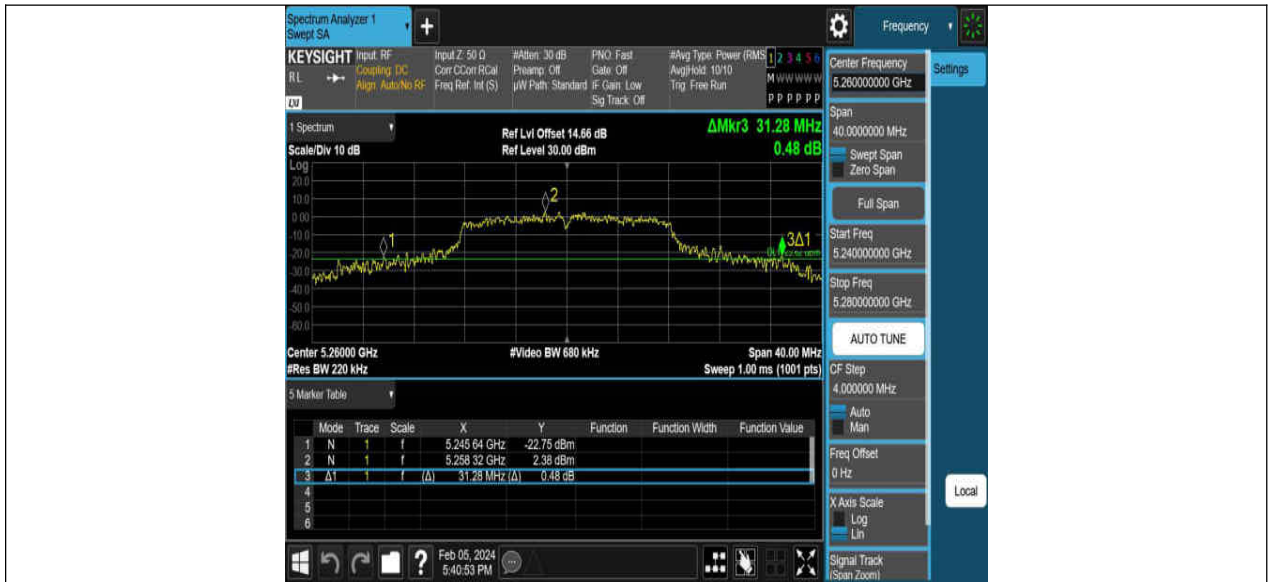 Spectrum Analyzer 1
Swept SA
+
Frequency
KEYSIGHT
RL
LXI
Input: RF
Coupling: DC
Align: Auto/No RF
Input Z: 50 Ω
Corr CCorr RCal
Freq Ref: Int (S)
#Atten: 30 dB
Preamp: Off
µW Path: Standard
PNO: Fast
Gate: Off
IF Gain: Low
Sig Track: Off
#Avg Type: Power (RMS
Avg|Hold: 10/10
Trig: Free Run
1 2 3 4 5 6
M W W W W W
P P P P P P
Center Frequency
5.260000000 GHz
Settings
Span
40.0000000 MHz
Swept Span
Zero Span
Full Span
Start Freq
5.240000000 GHz
Stop Freq
5.280000000 GHz
AUTO TUNE
CF Step
4.000000 MHz
Auto
Man
Freq Offset
0 Hz
X Axis Scale
Log
Lin
Signal Track
(Span Zoom)
Local
1 Spectrum
Scale/Div 10 dB
Ref Lvl Offset 14.66 dB
Ref Level 30.00 dBm
ΔMkr3 31.28 MHz
0.48 dB
Log
20.0
10.0
0.00
-10.0
-20.0
-30.0
-40.0
-50.0
-60.0
1
2
3Δ1
Center 5.26000 GHz
#Video BW 680 kHz
Span 40.00 MHz
#Res BW 220 kHz
Sweep 1.00 ms (1001 pts)
5 Marker Table
Mode Trace Scale X Y Function Function Width Function Value
1 N 1 f 5.245 64 GHz -22.75 dBm
2 N 1 f 5.258 32 GHz 2.38 dBm
3 Δ1 1 f (Δ) 31.28 MHz (Δ) 0.48 dB
4
5
6
?
Feb 05, 2024
5:40:53 PM